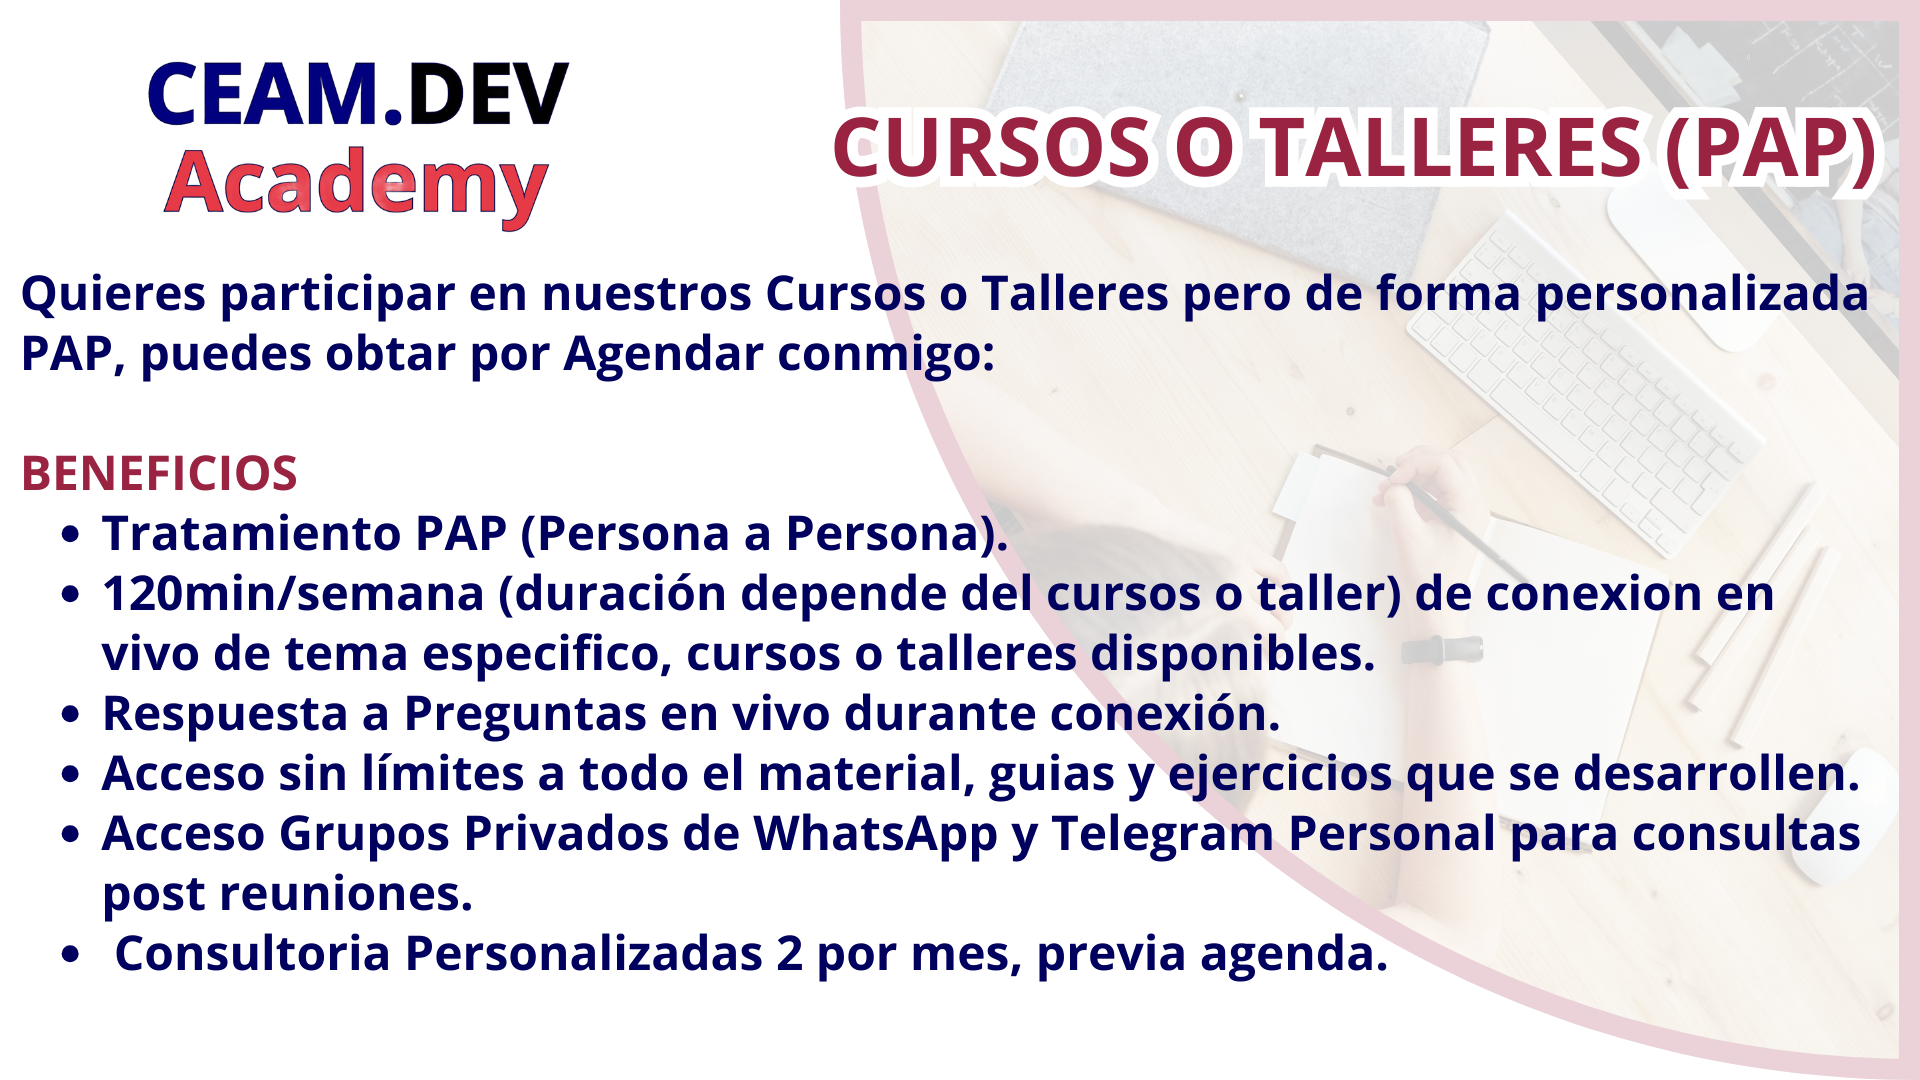 CEAM.DEV
Academy
CURSOS O TALLERES (PAP)
Quieres participar en nuestros Cursos o Talleres pero de forma personalizada
PAP, puedes obtar por Agendar conmigo:
BENEFICIOS
• Tratamiento PAP (Persona a Persona).
• 120min/semana (duración depende del cursos o taller) de conexion en
vivo de tema especifico, cursos o talleres disponibles.
• Respuesta a Preguntas en vivo durante conexión.
• Acceso sin límites a todo el material, guias y ejercicios que se desarrollen.
• Acceso Grupos Privados de WhatsApp y Telegram Personal para consultas
post reuniones.
• Consultoria Personalizadas 2 por mes, previa agenda.